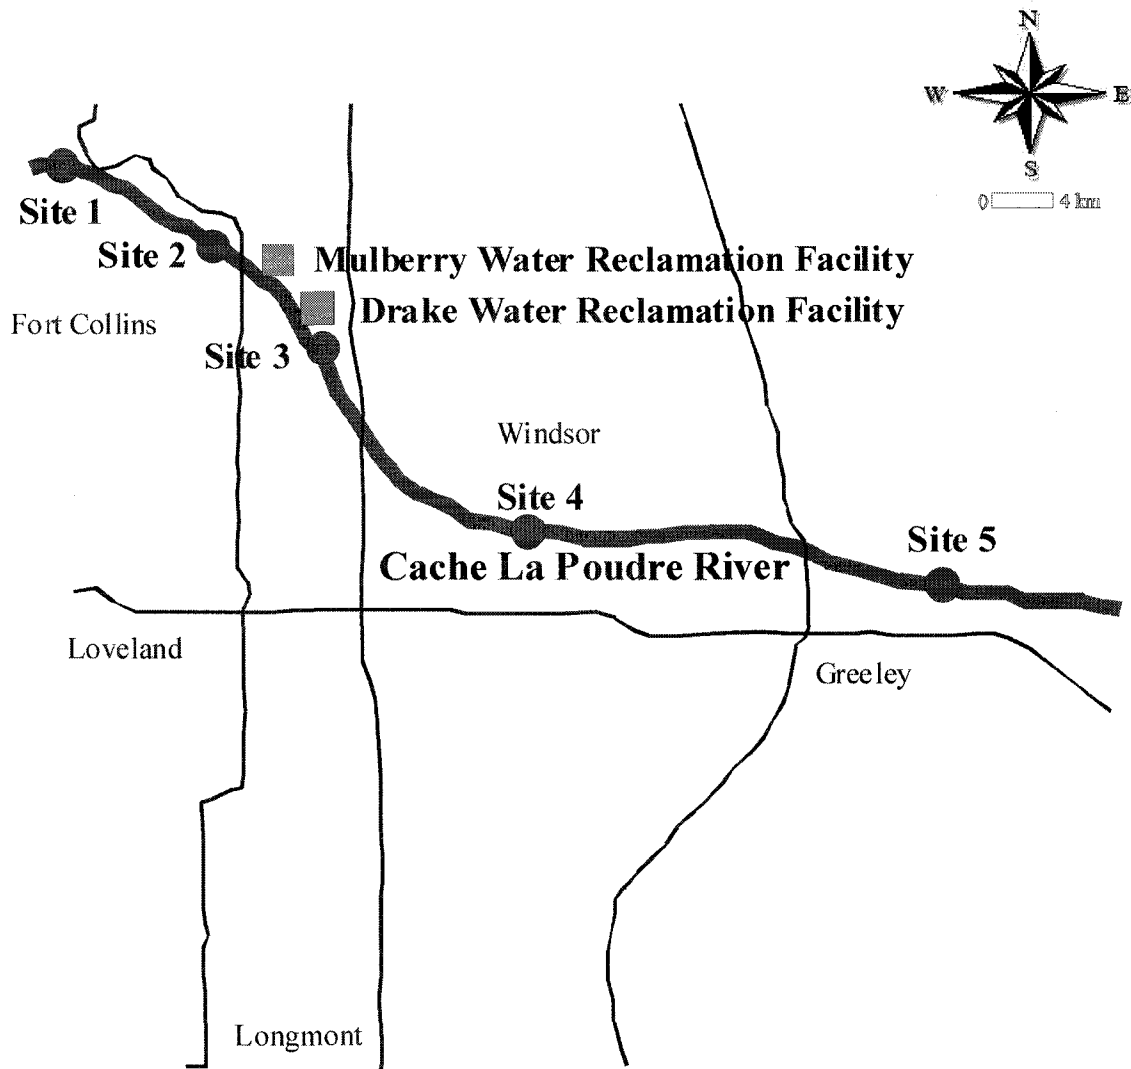 N
W E
S
0 4 km
Site 1
Site 2
Mulberry Water Reclamation Facility
Drake Water Reclamation Facility
Fort Collins
Site 3
Windsor
Site 4
Site 5
Cache La Poudre River
Loveland
Greeley
Longmont